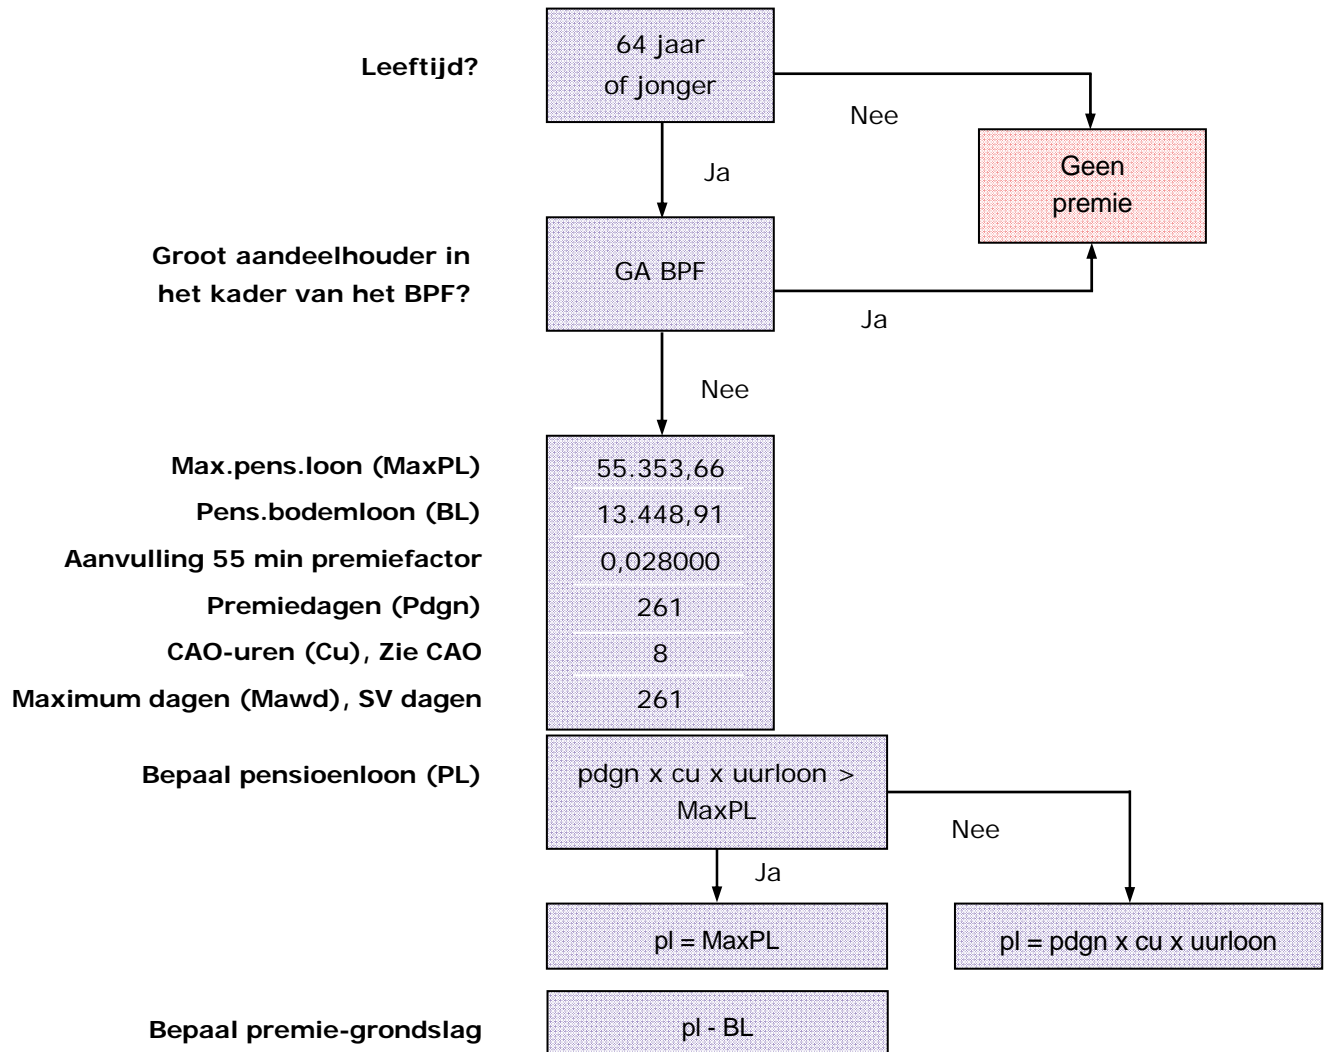 64 jaar
of jonger
Leeftijd?
Nee
Geen
premie
Ja
Groot aandeelhouder in
het kader van het BPF?
GA BPF
Ja
Nee
Max.pens.loon (MaxPL)
55.353,66
Pens.bodemloon (BL)
13.448,91
Aanvulling 55 min premiefactor
0,028000
Premiedagen (Pdgn)
261
CAO-uren (Cu), Zie CAO
8
Maximum dagen (Mawd), SV dagen
261
Bepaal pensioenloon (PL)
pdgn x cu x uurloon >
MaxPL
Nee
Ja
pl = MaxPL
pl = pdgn x cu x uurloon
Bepaal premie-grondslag
pl - BL